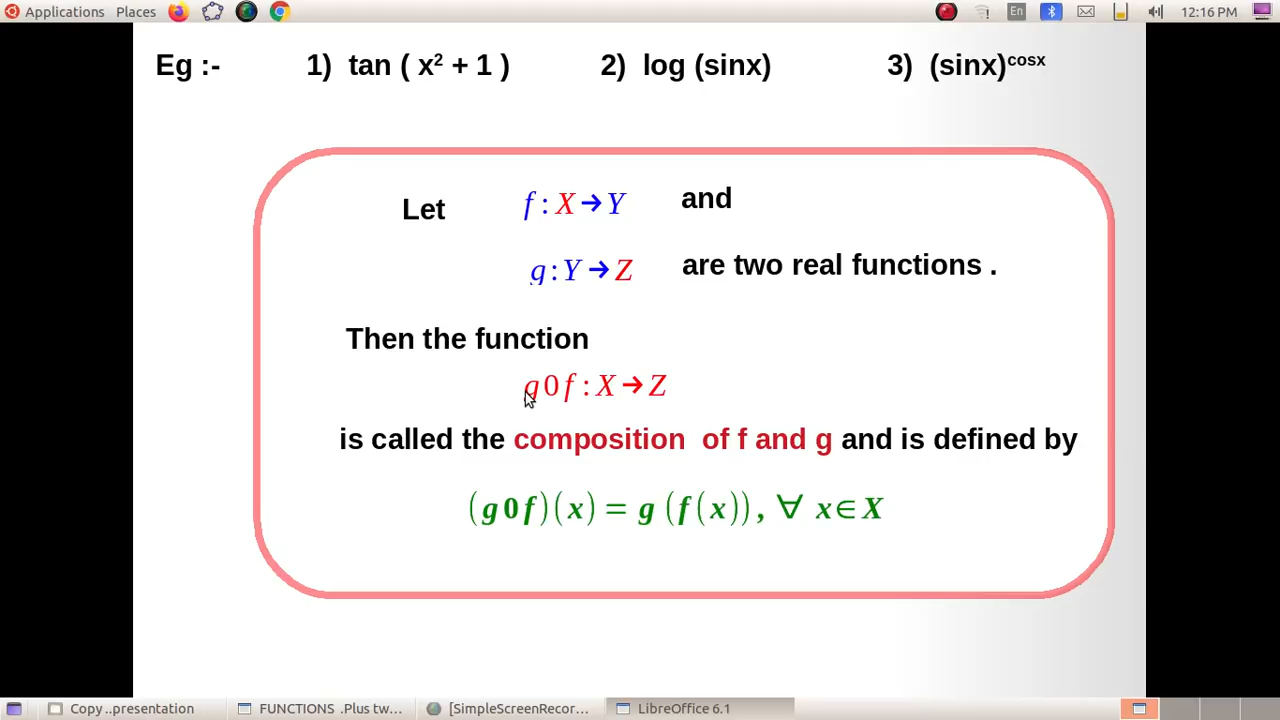 Applications Places En 12:16 PM
Eg :- 1) tan ( x² + 1 ) 2) log (sinx) 3) (sinx)ᶜᵒˢˣ
Let f : X → Y and
g : Y → Z are two real functions .
Then the function
g 0 f : X → Z
is called the composition of f and g and is defined by
(g 0 f)(x) = g (f(x)), ∀ x ∈ X
Copy ..presentation FUNCTIONS .Plus tw... [SimpleScreenRecor... LibreOffice 6.1